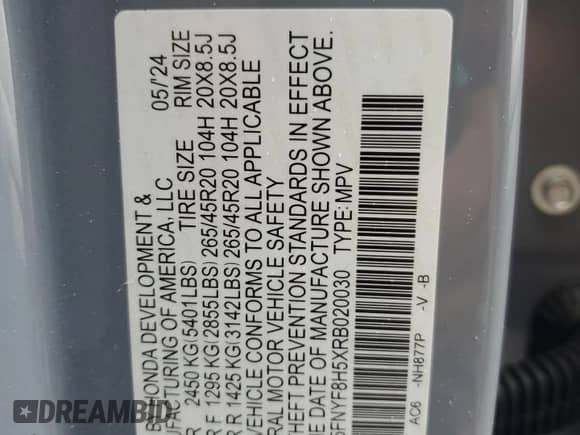 BY HONDA DEVELOPMENT &
UFACTURING OF AMERICA, LLC 05/'24
R 2450 KG(5401LBS) TIRE SIZE RIM SIZE
R F 1295 KG(2855LBS) 265/45R20 104H 20X8.5J
R R 1425 KG(3142LBS) 265/45R20 104H 20X8.5J
VEHICLE CONFORMS TO ALL APPLICABLE
RAL MOTOR VEHICLE SAFETY
THEFT PREVENTION STANDARDS IN EFFECT
E DATE OF MANUFACTURE SHOWN ABOVE.
5FNYF8H5XRB020030 TYPE: MPV
AC6 -NH877P -V -B
DREAMBID